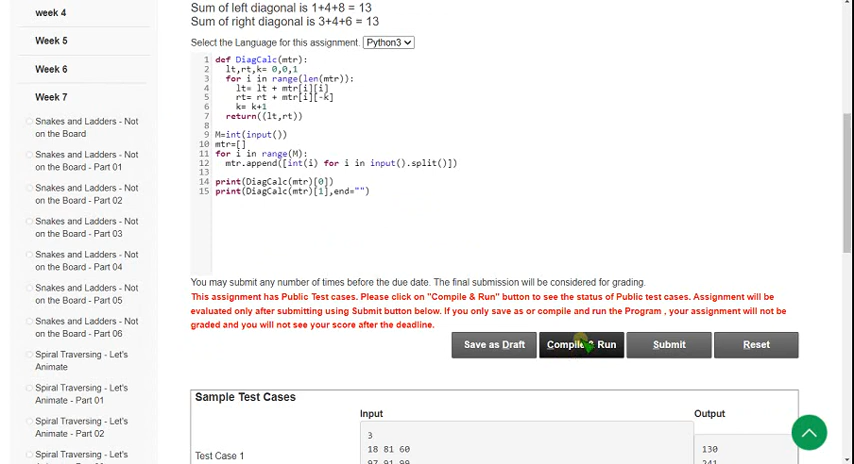 week 4
Week 5
Week 6
Week 7
Snakes and Ladders - Not
on the Board
Snakes and Ladders - Not
on the Board - Part 01
Snakes and Ladders - Not
on the Board - Part 02
Snakes and Ladders - Not
on the Board - Part 03
Snakes and Ladders - Not
on the Board - Part 04
Snakes and Ladders - Not
on the Board - Part 05
Snakes and Ladders - Not
on the Board - Part 06
Spiral Traversing - Let's
Animate
Spiral Traversing - Let's
Animate - Part 01
Spiral Traversing - Let's
Animate - Part 02
Spiral Traversing - Let's
Sum of left diagonal is 1+4+8 = 13
Sum of right diagonal is 3+4+6 = 13
Select the Language for this assignment. Python3
1 def DiagCalc(mtr):
2 lt,rt,k= 0,0,1
3 for i in range(len(mtr)):
4 lt= lt + mtr[i][i]
5 rt= rt + mtr[i][-k]
6 k= k+1
7 return((lt,rt))
8
9 M=int(input())
10 mtr=[]
11 for i in range(M):
12 mtr.append([int(i) for i in input().split()])
13
14 print(DiagCalc(mtr)[0])
15 print(DiagCalc(mtr)[1],end="")
You may submit any number of times before the due date. The final submission will be considered for grading.
This assignment has Public Test cases. Please click on "Compile & Run" button to see the status of Public test cases. Assignment will be
evaluated only after submitting using Submit button below. If you only save as or compile and run the Program , your assignment will not be
graded and you will not see your score after the deadline.
Save as Draft Compile & Run Submit Reset
Sample Test Cases
Input Output
3
18 81 60 130
Test Case 1 97 91 99 241